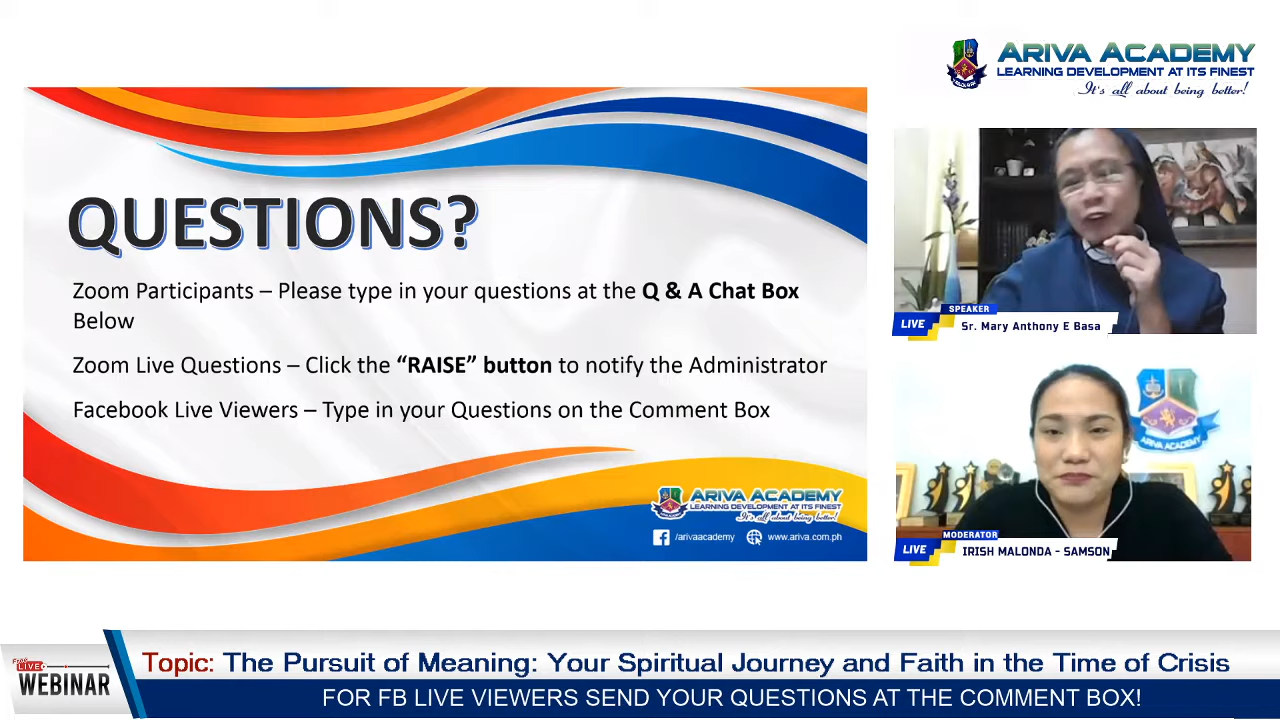 ARIVA ACADEMY
LEARNING DEVELOPMENT AT ITS FINEST
It's all about being better!
QUESTIONS?
Zoom Participants – Please type in your questions at the Q & A Chat Box
Below
Zoom Live Questions – Click the “RAISE” button to notify the Administrator
Facebook Live Viewers – Type in your Questions on the Comment Box
ARIVA ACADEMY
LEARNING DEVELOPMENT AT ITS FINEST
It's all about being better!
/arivaacademy
www.ariva.com.ph
SPEAKER
LIVE
Sr. Mary Anthony E Basa
ARIVA ACADEMY
MODERATOR
LIVE
IRISH MALONDA - SAMSON
LIVE
WEBINAR
Topic: The Pursuit of Meaning: Your Spiritual Journey and Faith in the Time of Crisis
FOR FB LIVE VIEWERS SEND YOUR QUESTIONS AT THE COMMENT BOX!